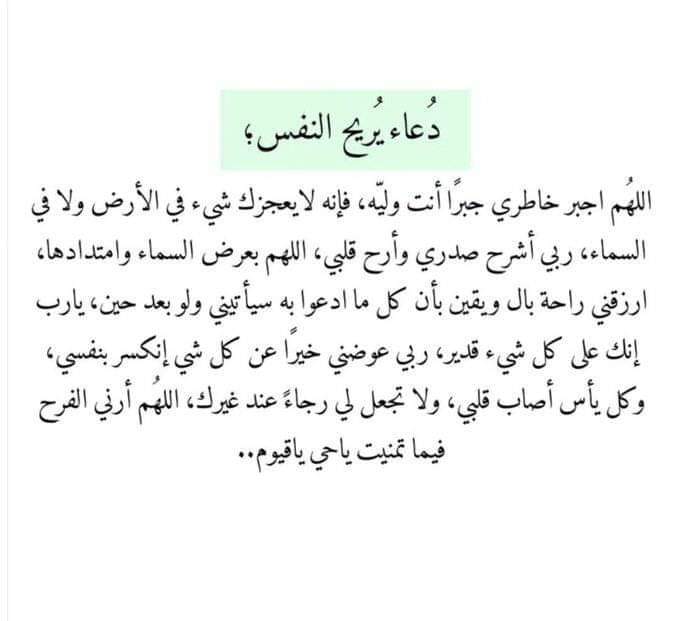 دُعاء يُريح النفس؛
اللهُم اجبر خاطري جبرًا أنت وليّه، فإنه لايعجزك شيء في الأرض ولا في
السماء، ربي أشرح صدري وأرح قلبي، اللهم بعرض السماء وامتدادها،
ارزقني راحة بال ويقين بأن كل ما ادعوا به سيأتيني ولو بعد حين، يارب
إنك على كل شيء قدير، ربي عوضني خيرًا عن كل شي إنكسر بنفسي،
وكل يأس أصاب قلبي، ولا تجعل لي رجاءً عند غيرك، اللهُم أرني الفرح
فيما تمنيت ياحي ياقيوم..